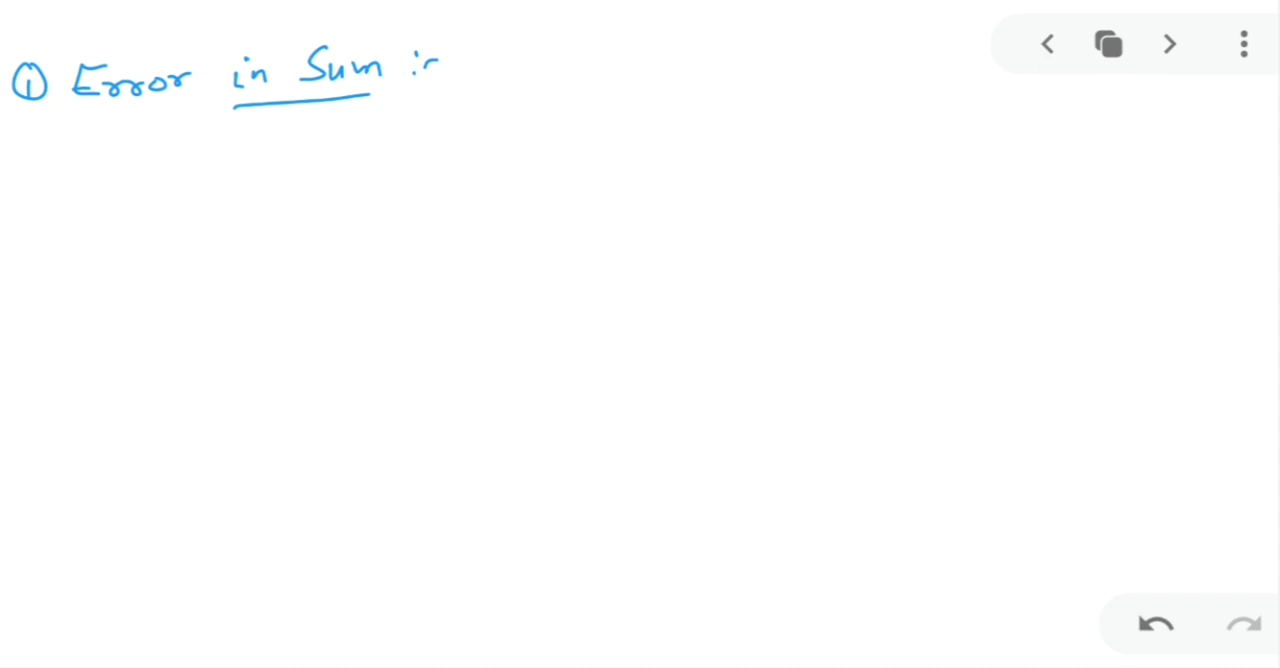 ① Error in Sum :-